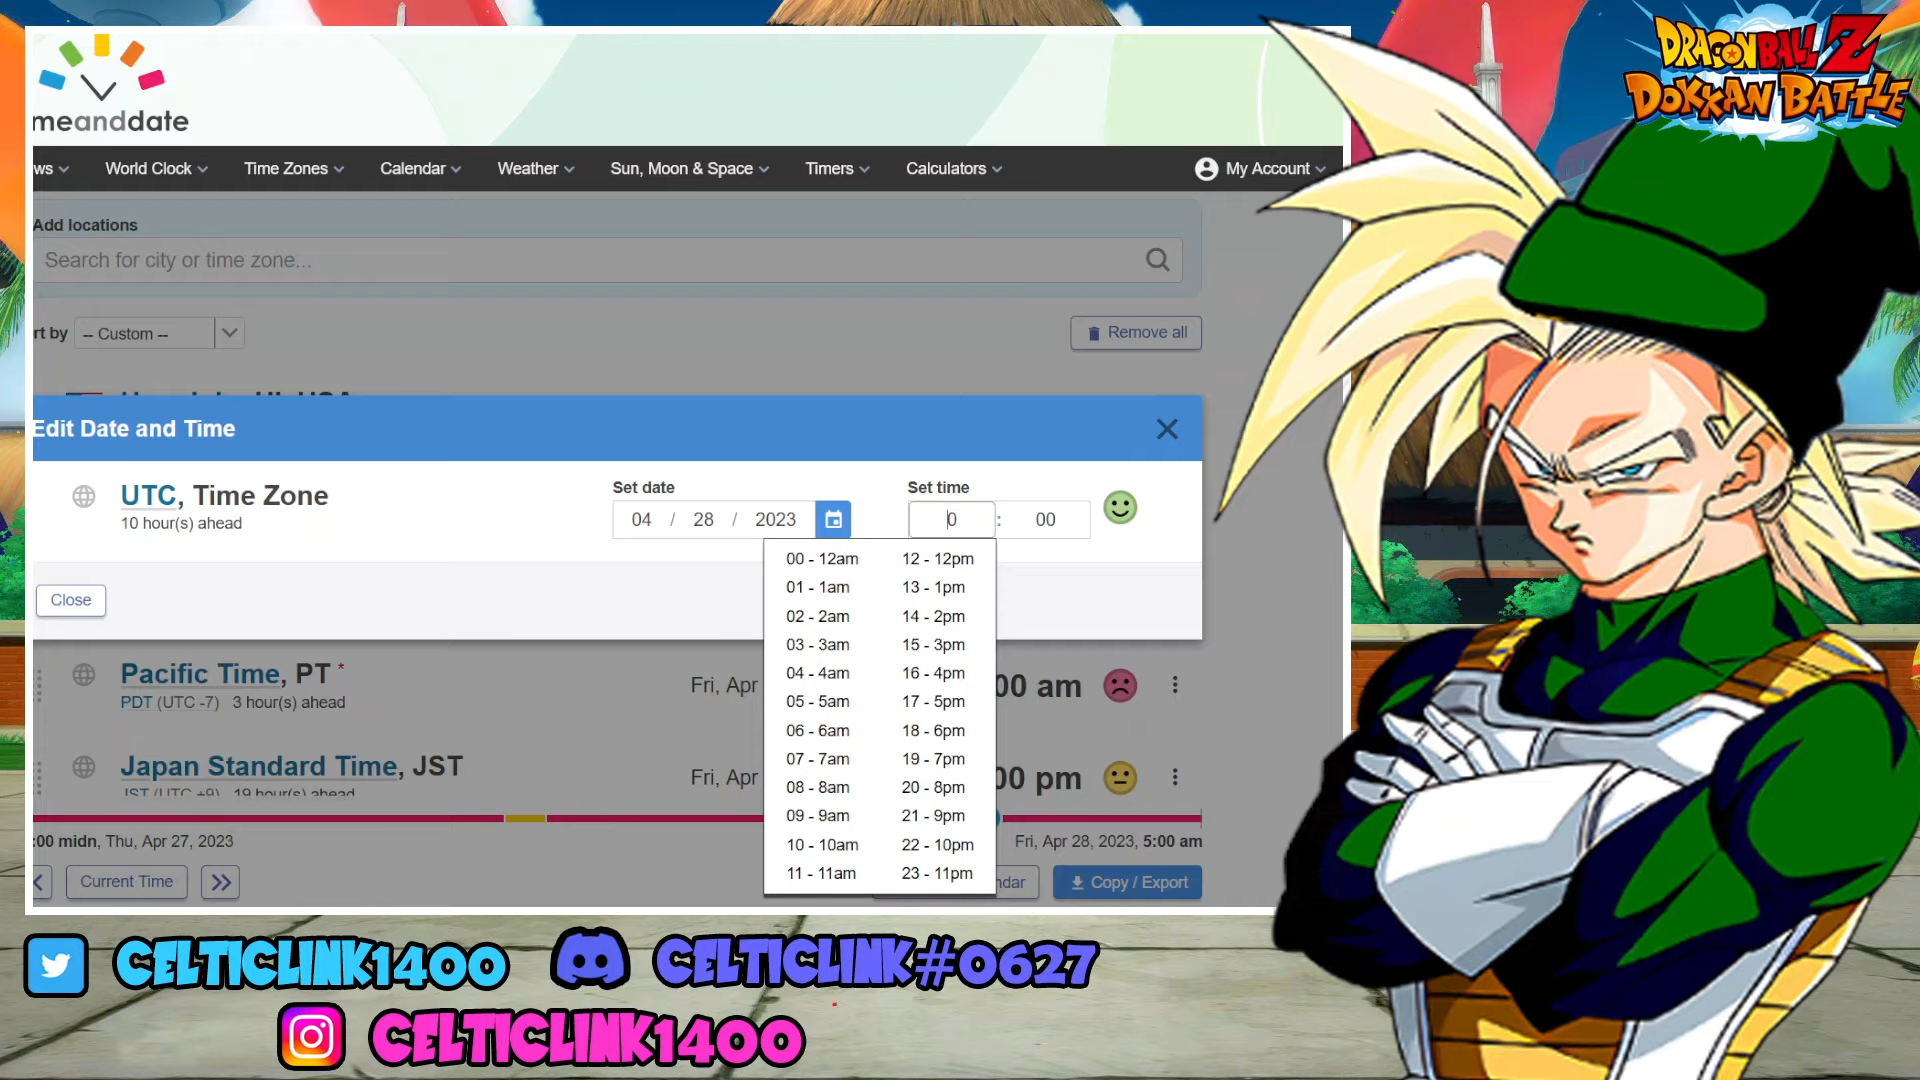 DRAGONBALL Z
DOKKAN BATTLE
meanddate
ws
World Clock
Time Zones
Calendar
Weather
Sun, Moon & Space
Timers
Calculators
My Account
Add locations
Search for city or time zone...
rt by
-- Custom --
Remove all
Edit Date and Time
UTC, Time Zone
10 hour(s) ahead
Set date
04 / 28 / 2023
Set time
0 : 00
00 - 12am 12 - 12pm
01 - 1am 13 - 1pm
02 - 2am 14 - 2pm
03 - 3am 15 - 3pm
04 - 4am 16 - 4pm
05 - 5am 17 - 5pm
06 - 6am 18 - 6pm
07 - 7am 19 - 7pm
08 - 8am 20 - 8pm
09 - 9am 21 - 9pm
10 - 10am 22 - 10pm
11 - 11am 23 - 11pm
Close
Pacific Time, PT *
PDT (UTC -7) 3 hour(s) ahead
Fri, Apr
00 am
Japan Standard Time, JST
JST (UTC +9) 19 hour(s) ahead
Fri, Apr
00 pm
:00 midn, Thu, Apr 27, 2023
Fri, Apr 28, 2023, 5:00 am
Current Time
ndar
Copy / Export
CELTICLINK1400
CELTICLINK#0627
CELTICLINK1400